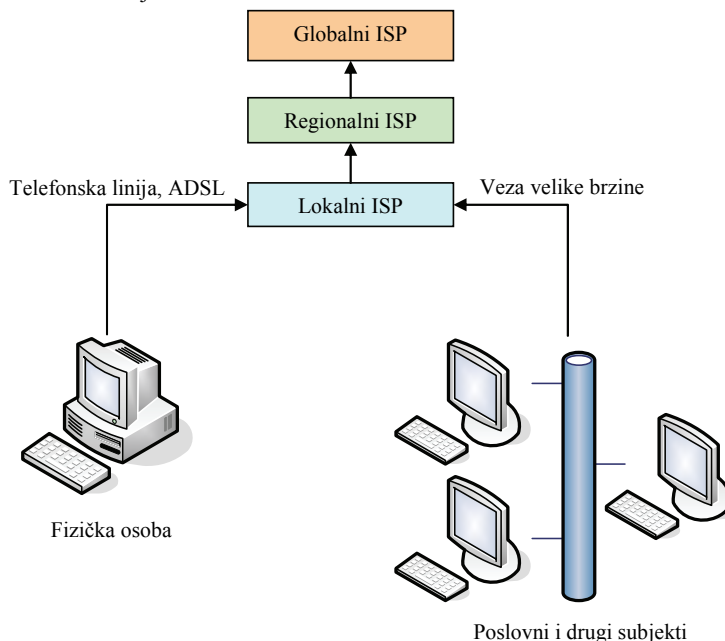 Globalni ISP
Regionalni ISP
Telefonska linija, ADSL
Veza velike brzine
Lokalni ISP
Fizička osoba
Poslovni i drugi subjekti